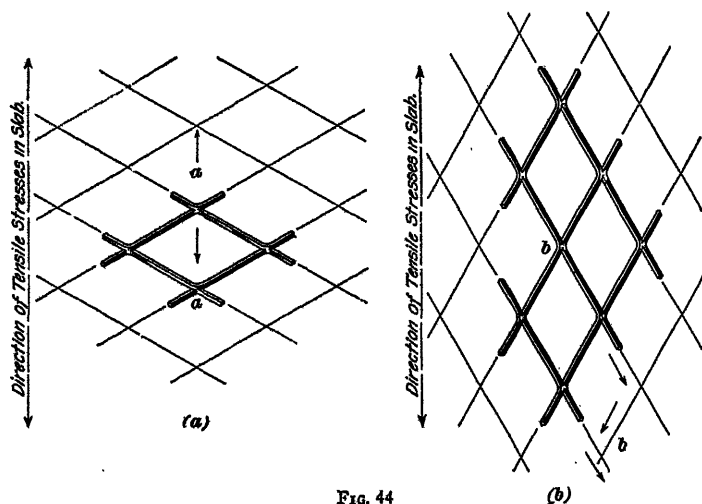 Direction of Tensile Stresses in Slab.
a
a
(a)
Direction of Tensile Stresses in Slab.
b
b
(b)
FIG. 44